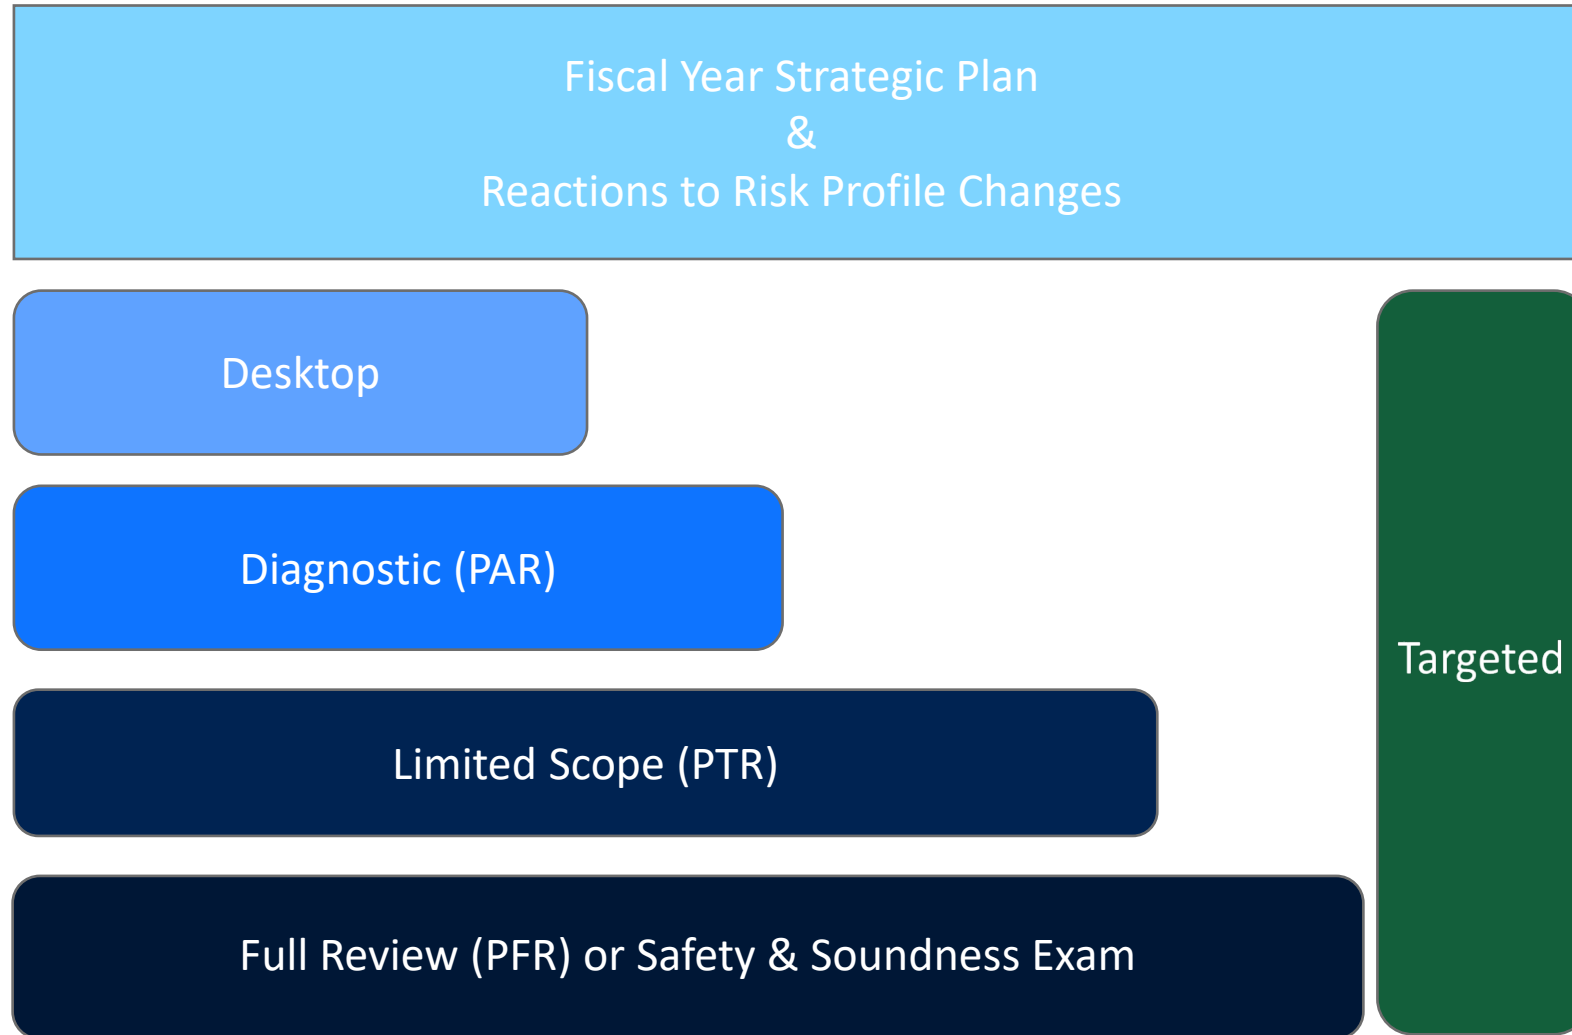 Fiscal Year Strategic Plan
&
Reactions to Risk Profile Changes
Desktop
Diagnostic (PAR)
Limited Scope (PTR)
Full Review (PFR) or Safety & Soundness Exam
Targeted